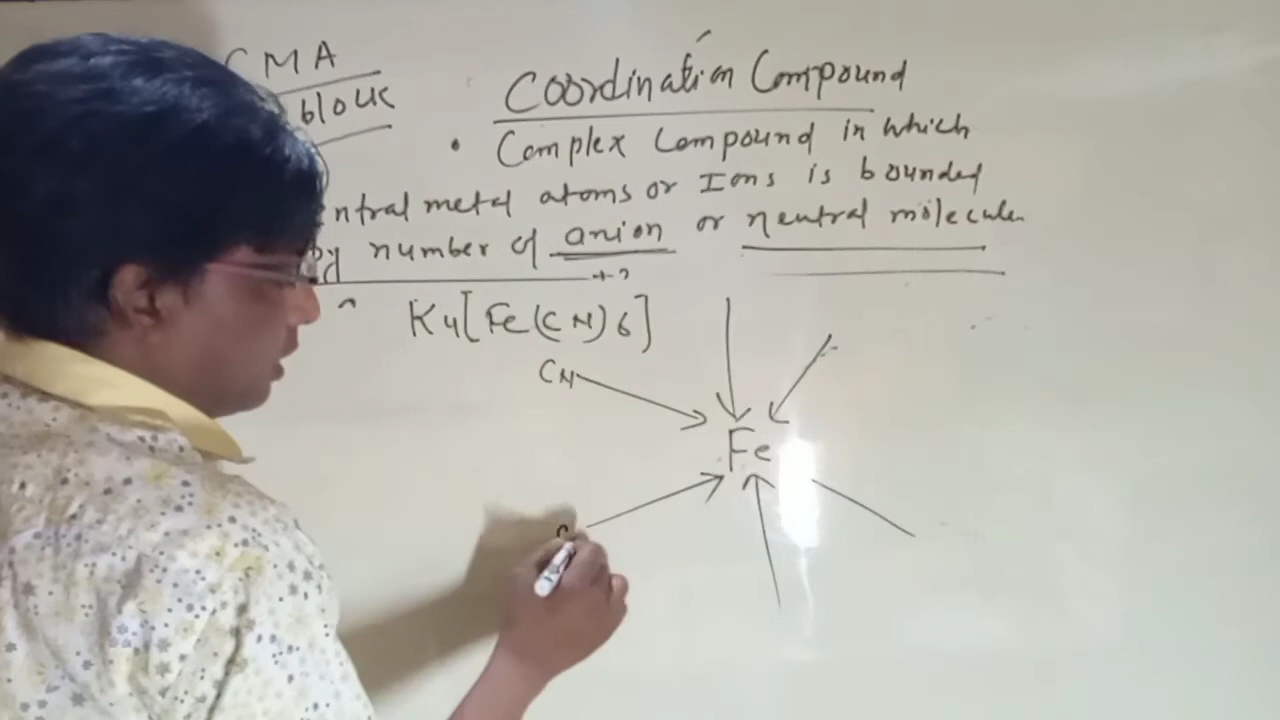 CMA
block
Coordination Compound
• Complex Compound in which
ntral metal atoms or Ions is bounded
by number of anion or neutral molecules
+2
K4[Fe(CN)6]
CN
Fe